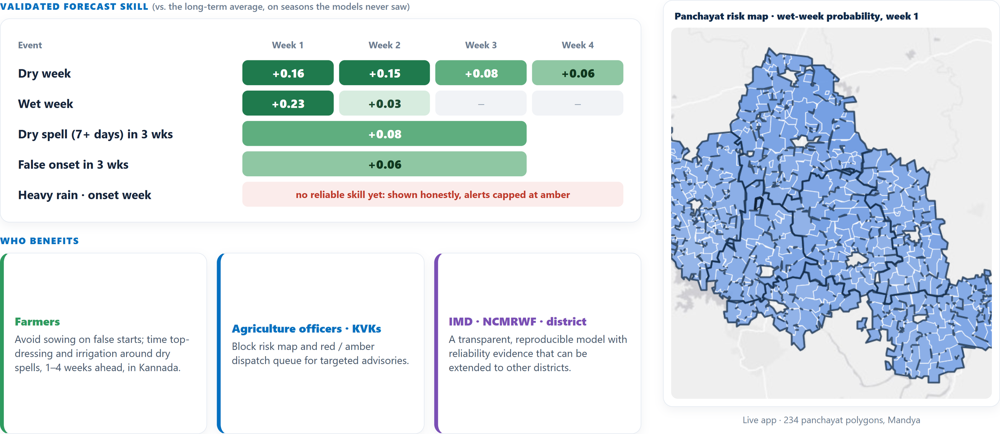 VALIDATED FORECAST SKILL (vs. the long-term average, on seasons the models never saw)
Event Week 1 Week 2 Week 3 Week 4
Dry week +0.16 +0.15 +0.08 +0.06
Wet week +0.23 +0.03 – –
Dry spell (7+ days) in 3 wks +0.08
False onset in 3 wks +0.06
Heavy rain · onset week no reliable skill yet: shown honestly, alerts capped at amber
WHO BENEFITS
Farmers
Avoid sowing on false starts; time top-
dressing and irrigation around dry
spells, 1–4 weeks ahead, in Kannada.
Agriculture officers · KVKs
Block risk map and red / amber
dispatch queue for targeted advisories.
IMD · NCMRWF · district
A transparent, reproducible model with
reliability evidence that can be
extended to other districts.
Panchayat risk map · wet-week probability, week 1
Live app · 234 panchayat polygons, Mandya